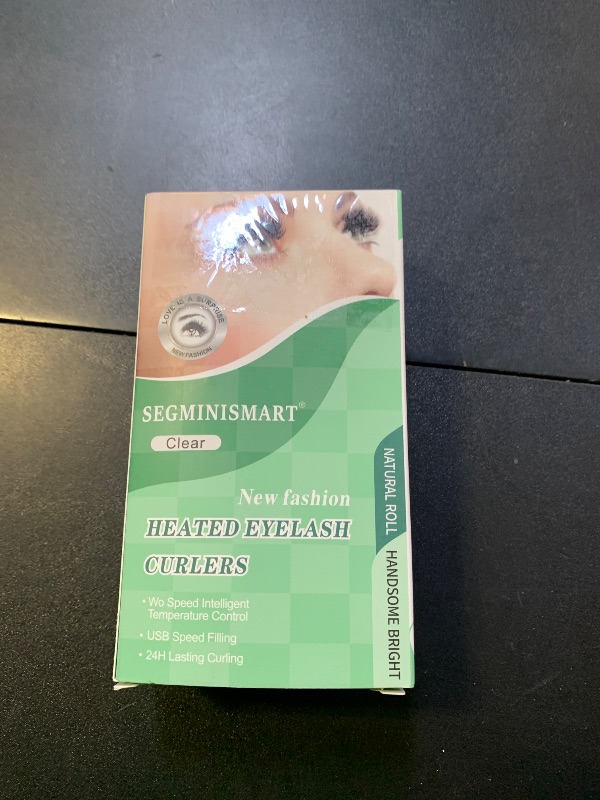 LOVE IS A SURPRISE
NEW FASHION
SEGMINISMART®
Clear
New fashion
HEATED EYELASH
CURLERS
• Wo Speed Intelligent
Temperature Control
• USB Speed Filling
• 24H Lasting Curling
NATURAL ROLL
HANDSOME BRIGHT